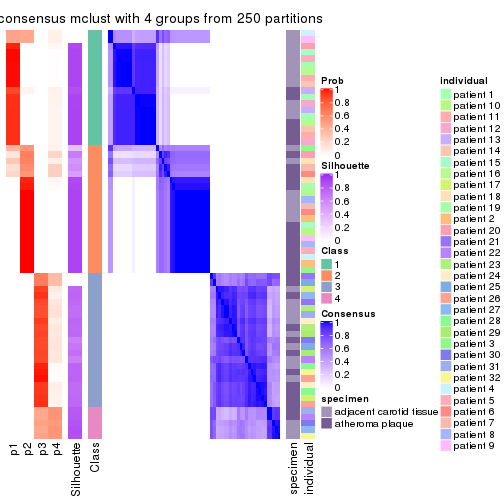 consensus mclust with 4 groups from 250 partitions
Prob
1
0.8
0.6
0.4
0.2
0
Silhouette
1
0.8
0.6
0.4
0.2
0
Class
1
2
3
4
Consensus
1
0.8
0.6
0.4
0.2
0
specimen
adjacent carotid tissue
atheroma plaque
individual
patient 1
patient 10
patient 11
patient 12
patient 13
patient 14
patient 15
patient 16
patient 17
patient 18
patient 19
patient 2
patient 20
patient 21
patient 22
patient 23
patient 24
patient 25
patient 26
patient 27
patient 28
patient 29
patient 3
patient 30
patient 31
patient 32
patient 4
patient 5
patient 6
patient 7
patient 8
patient 9
p1
p2
p3
p4
Silhouette
Class
specimen
individual